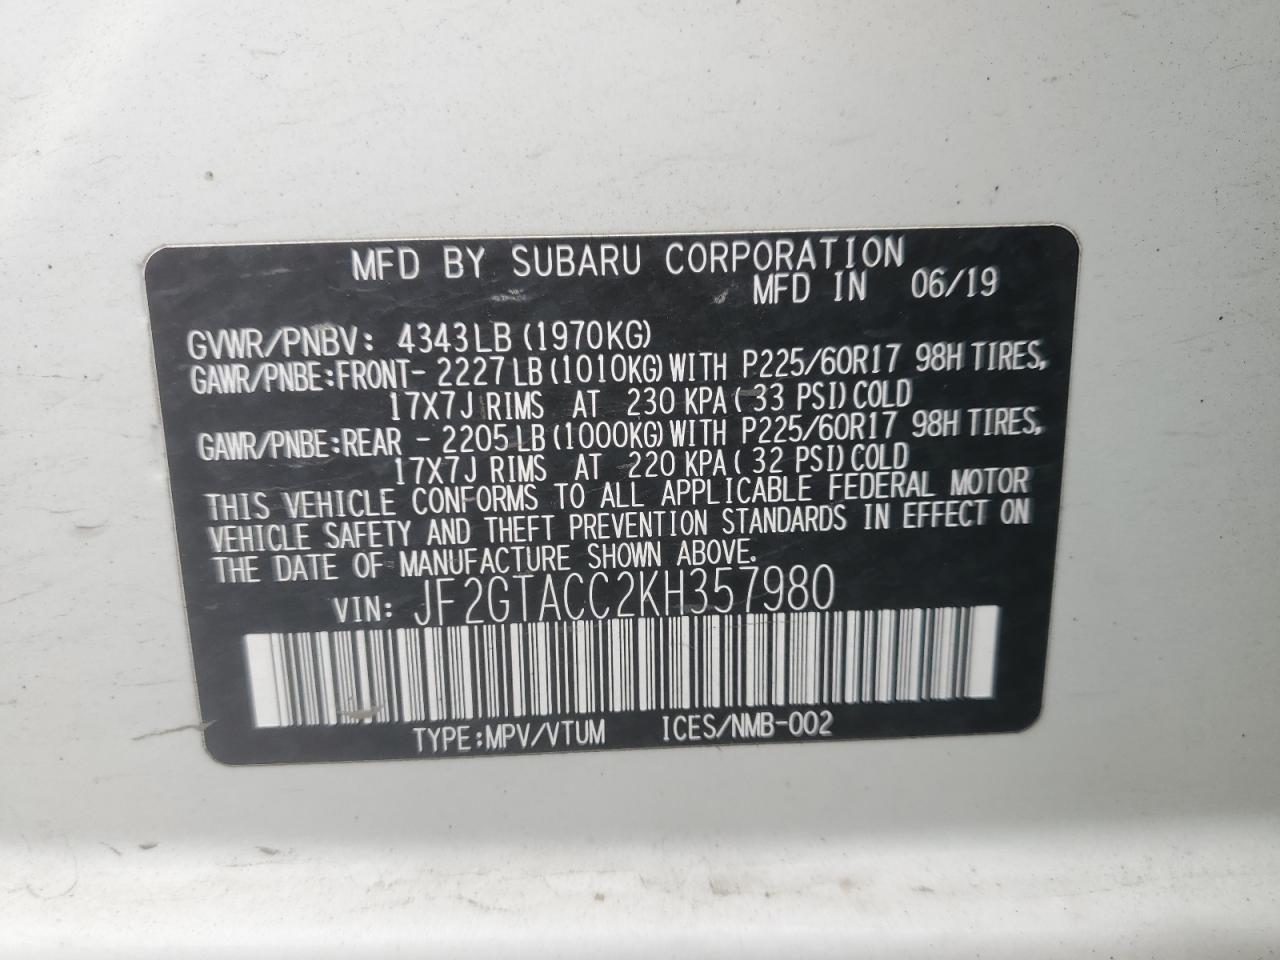 MFD BY SUBARU CORPORATION
MFD IN 06/19
GVWR/PNBV: 4343LB (1970KG)
GAWR/PNBE:FRONT- 2227LB (1010KG) WITH P225/60R17 98H TIRES,
17X7J RIMS AT 230 KPA( 33 PSI) COLD
GAWR/PNBE:REAR - 2205LB (1000KG) WITH P225/60R17 98H TIRES,
17X7J RIMS AT 220 KPA( 32 PSI) COLD
THIS VEHICLE CONFORMS TO ALL APPLICABLE FEDERAL MOTOR
VEHICLE SAFETY AND THEFT PREVENTION STANDARDS IN EFFECT ON
THE DATE OF MANUFACTURE SHOWN ABOVE.
VIN: JF2GTACC2KH357980
TYPE:MPV/VTUM ICES/NMB-002